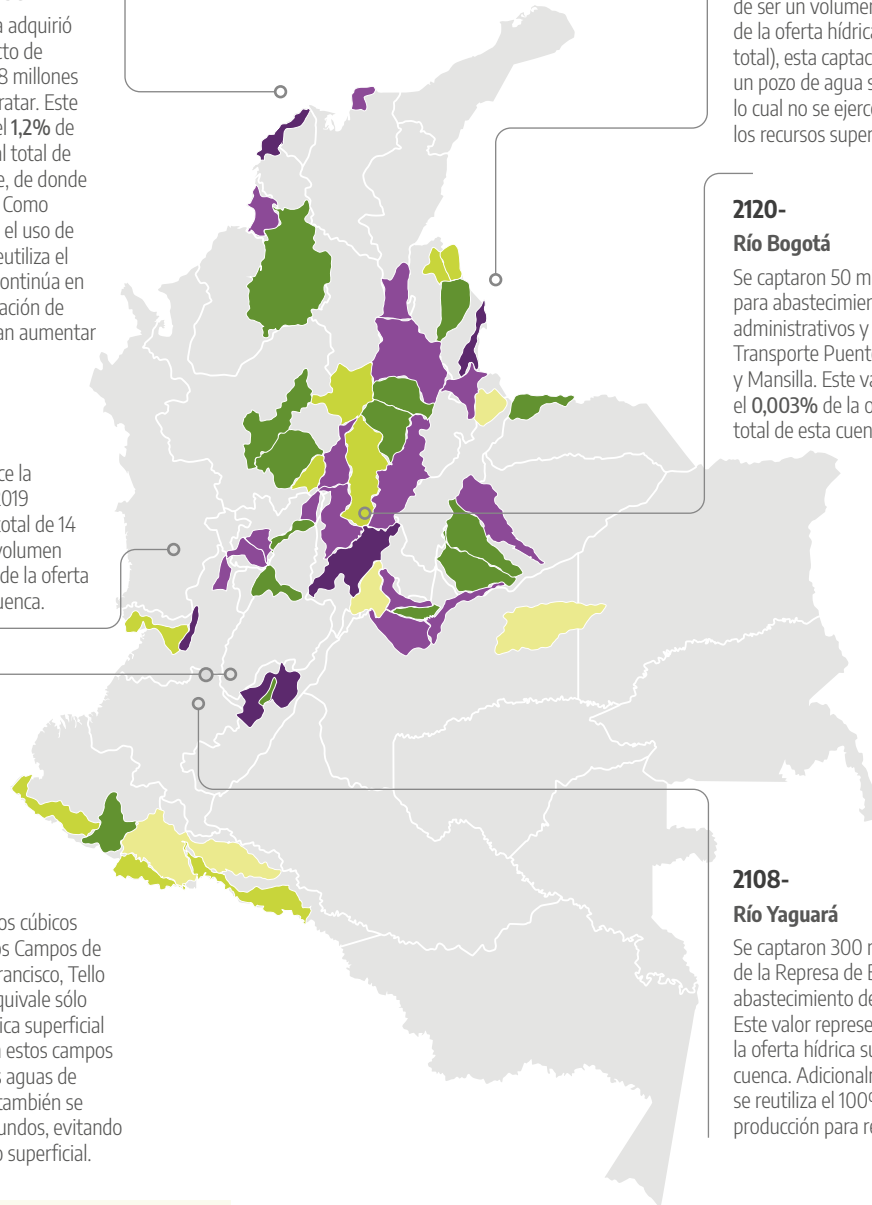 a adquirió
to de
8 millones
ratar. Este
el 1,2% de
al total de
e, de donde
Como
el uso de
eutiliza el
ontinúa en
ación de
an aumentar
ce la
2019
total de 14
volumen
de la oferta
uenca.
os cúbicos
os Campos de
rancisco, Tello
quivale sólo
ica superficial
n estos campos
s aguas de
también se
undos, evitando
o superficial.
de ser un volumen
de la oferta hídrica
total), esta captac
un pozo de agua s
lo cual no se ejerc
los recursos super
2120-
Río Bogotá
Se captaron 50 m
para abastecimien
administrativos y
Transporte Puent
y Mansilla. Este va
el 0,003% de la o
total de esta cuen
2108-
Río Yaguará
Se captaron 300 m
de la Represa de B
abastecimiento de
Este valor represe
la oferta hídrica su
cuenca. Adicionalm
se reutiliza el 100%
producción para re